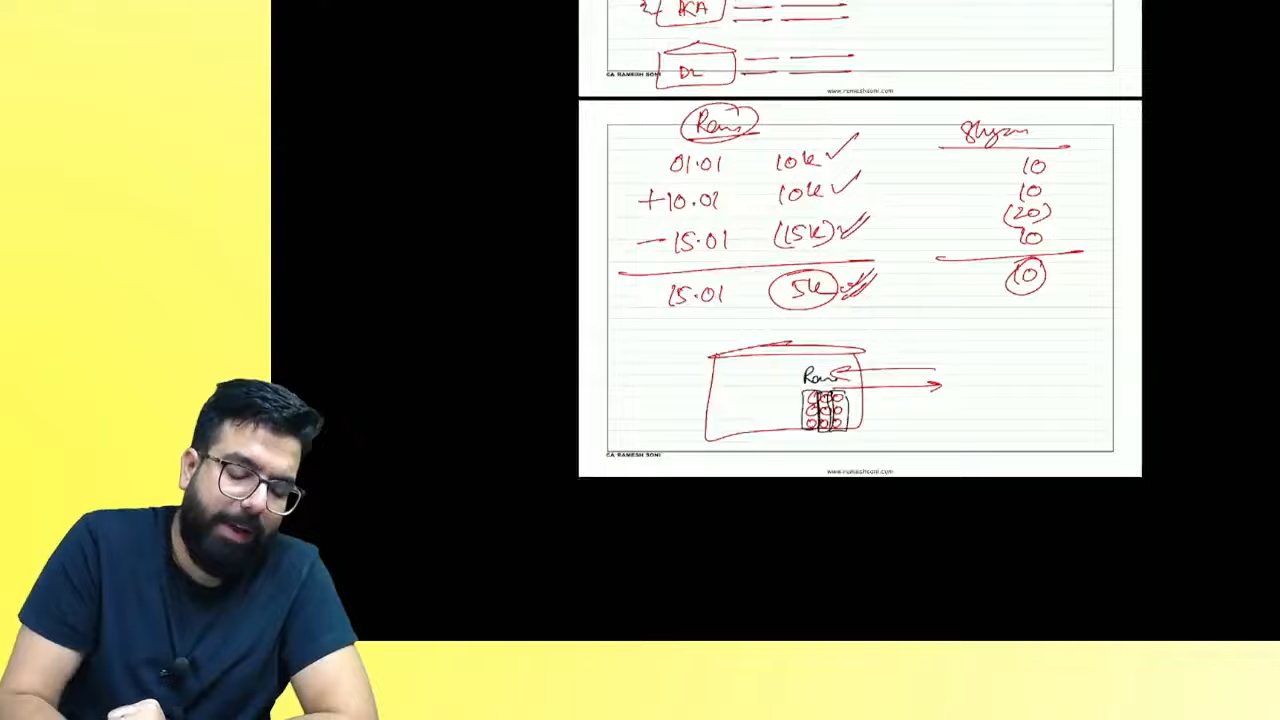 RKA
DL
CA RAMESH SONI
www.rameshsoni.com
Ram
Shyam
01.01 10k ✓ 10
+10.01 10k ✓ 10
(20)
- 15.01 (15k) ✓ 10
15.01 5k 10
Ram
CA RAMESH SONI
www.rameshsoni.com